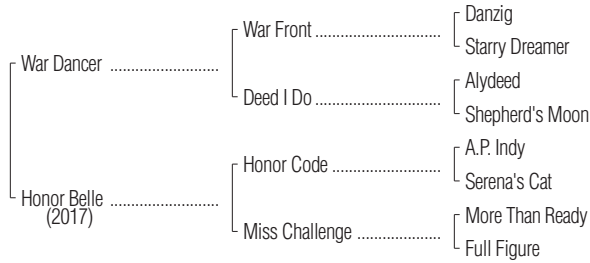 Danzig
War Front
Starry Dreamer
War Dancer
Alydeed
Deed I Do
Shepherd's Moon
A.P. Indy
Honor Code
Serena's Cat
Honor Belle
(2017)
More Than Ready
Miss Challenge
Full Figure